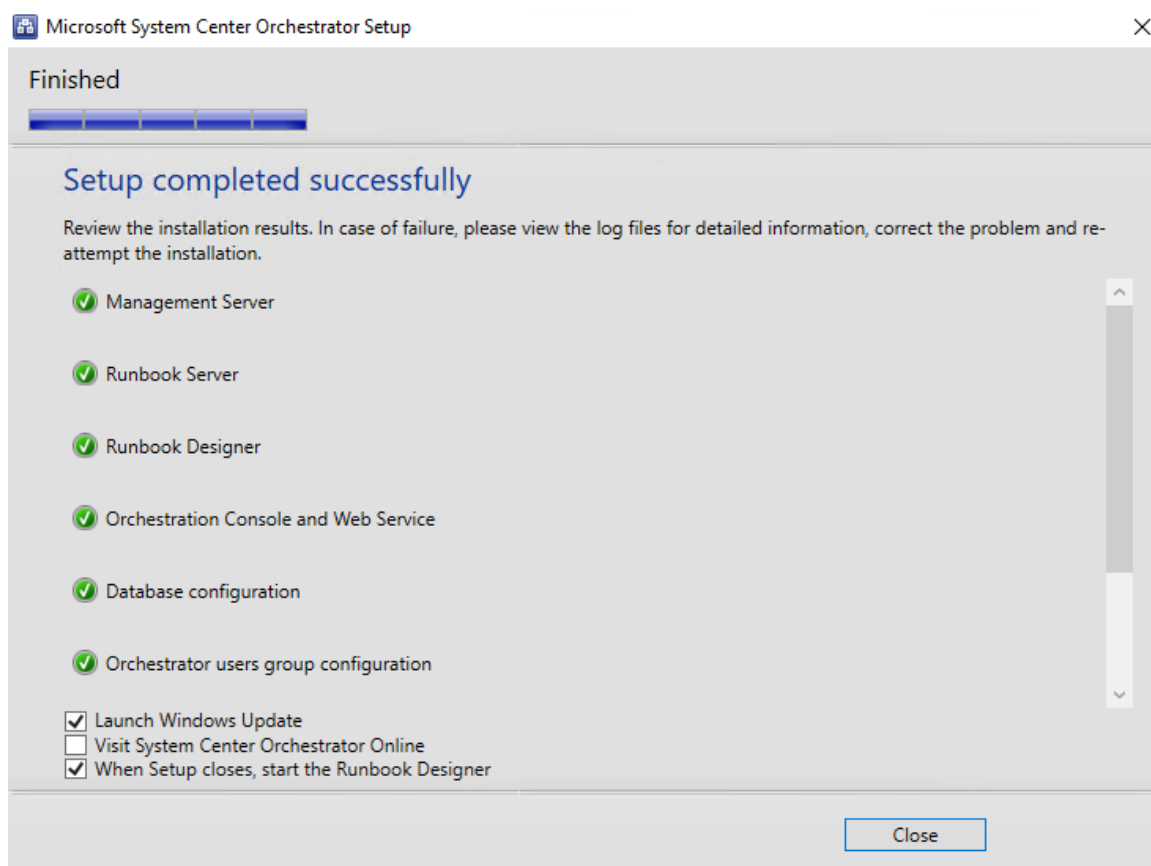 Microsoft System Center Orchestrator Setup
Finished
Setup completed successfully
Review the installation results. In case of failure, please view the log files for detailed information, correct the problem and re-
attempt the installation.
Management Server
Runbook Server
Runbook Designer
Orchestration Console and Web Service
Database configuration
Orchestrator users group configuration
Launch Windows Update
Visit System Center Orchestrator Online
When Setup closes, start the Runbook Designer
Close